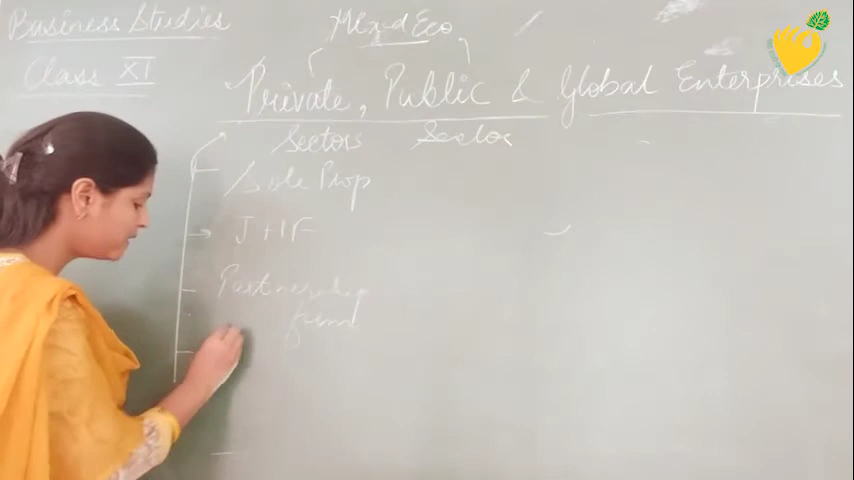 Business Studies
Mixed Eco
Class XI
Private, Public & Global Enterprises
Sectors Sector
Sole Prop
J H F
Partnership
firm